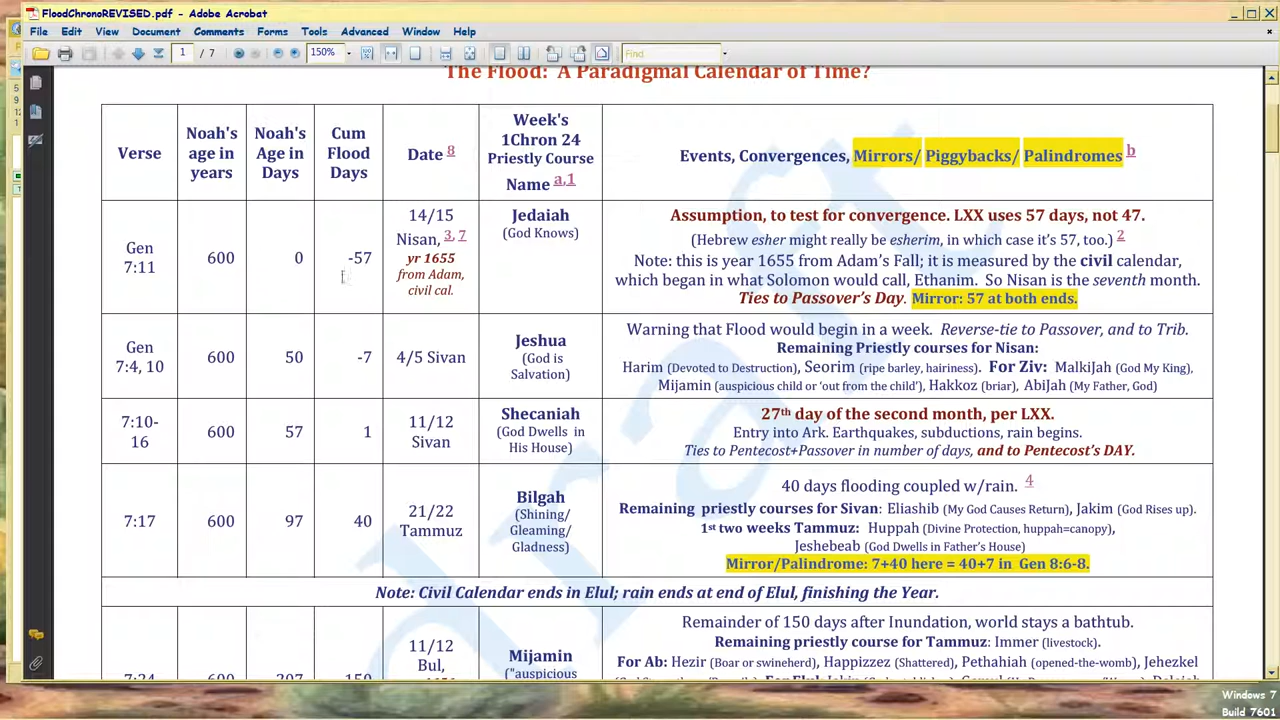 FloodChronoREVISED.pdf - Adobe Acrobat
File Edit View Document Comments Forms Tools Advanced Window Help
1 / 7 150% Find
The Flood: A Paradigmal Calendar of Time?
Verse
Noah's age in years
Noah's Age in Days
Cum Flood Days
Date 8
Week's 1Chron 24 Priestly Course Name a,1
Events, Convergences, Mirrors/ Piggybacks/ Palindromes b
Gen 7:11
600
0
-57
14/15
Nisan, 3, 7
yr 1655
from Adam,
civil cal.
Jedaiah
(God Knows)
Assumption, to test for convergence. LXX uses 57 days, not 47.
(Hebrew esher might really be esherim, in which case it's 57, too.) 2
Note: this is year 1655 from Adam's Fall; it is measured by the civil calendar,
which began in what Solomon would call, Ethanim. So Nisan is the seventh month.
Ties to Passover's Day. Mirror: 57 at both ends.
Gen 7:4, 10
600
50
-7
4/5 Sivan
Jeshua
(God is
Salvation)
Warning that Flood would begin in a week. Reverse-tie to Passover, and to Trib.
Remaining Priestly courses for Nisan:
Harim (Devoted to Destruction), Seorim (ripe barley, hairiness). For Ziv: MalkiJah (God My King),
Mijamin (auspicious child or 'out from the child'), Hakkoz (briar), AbiJah (My Father, God)
7:10-16
600
57
1
11/12
Sivan
Shecaniah
(God Dwells in
His House)
27th day of the second month, per LXX.
Entry into Ark. Earthquakes, subductions, rain begins.
Ties to Pentecost+Passover in number of days, and to Pentecost's DAY.
7:17
600
97
40
21/22
Tammuz
Bilgah
(Shining/
Gleaming/
Gladness)
40 days flooding coupled w/rain. 4
Remaining priestly courses for Sivan: Eliashib (My God Causes Return), Jakim (God Rises up).
1st two weeks Tammuz: Huppah (Divine Protection, huppah=canopy),
Jeshebeab (God Dwells in Father's House)
Mirror/Palindrome: 7+40 here = 40+7 in Gen 8:6-8.
Note: Civil Calendar ends in Elul; rain ends at end of Elul, finishing the Year.
7:24
600
207
150
11/12
Bul,
Mijamin
("auspicious
Remainder of 150 days after Inundation, world stays a bathtub.
Remaining priestly course for Tammuz: Immer (livestock).
For Ab: Hezir (Boar or swineherd), Happizzez (Shattered), Pethahiah (opened-the-womb), Jehezkel
draft
Windows 7
Build 7601